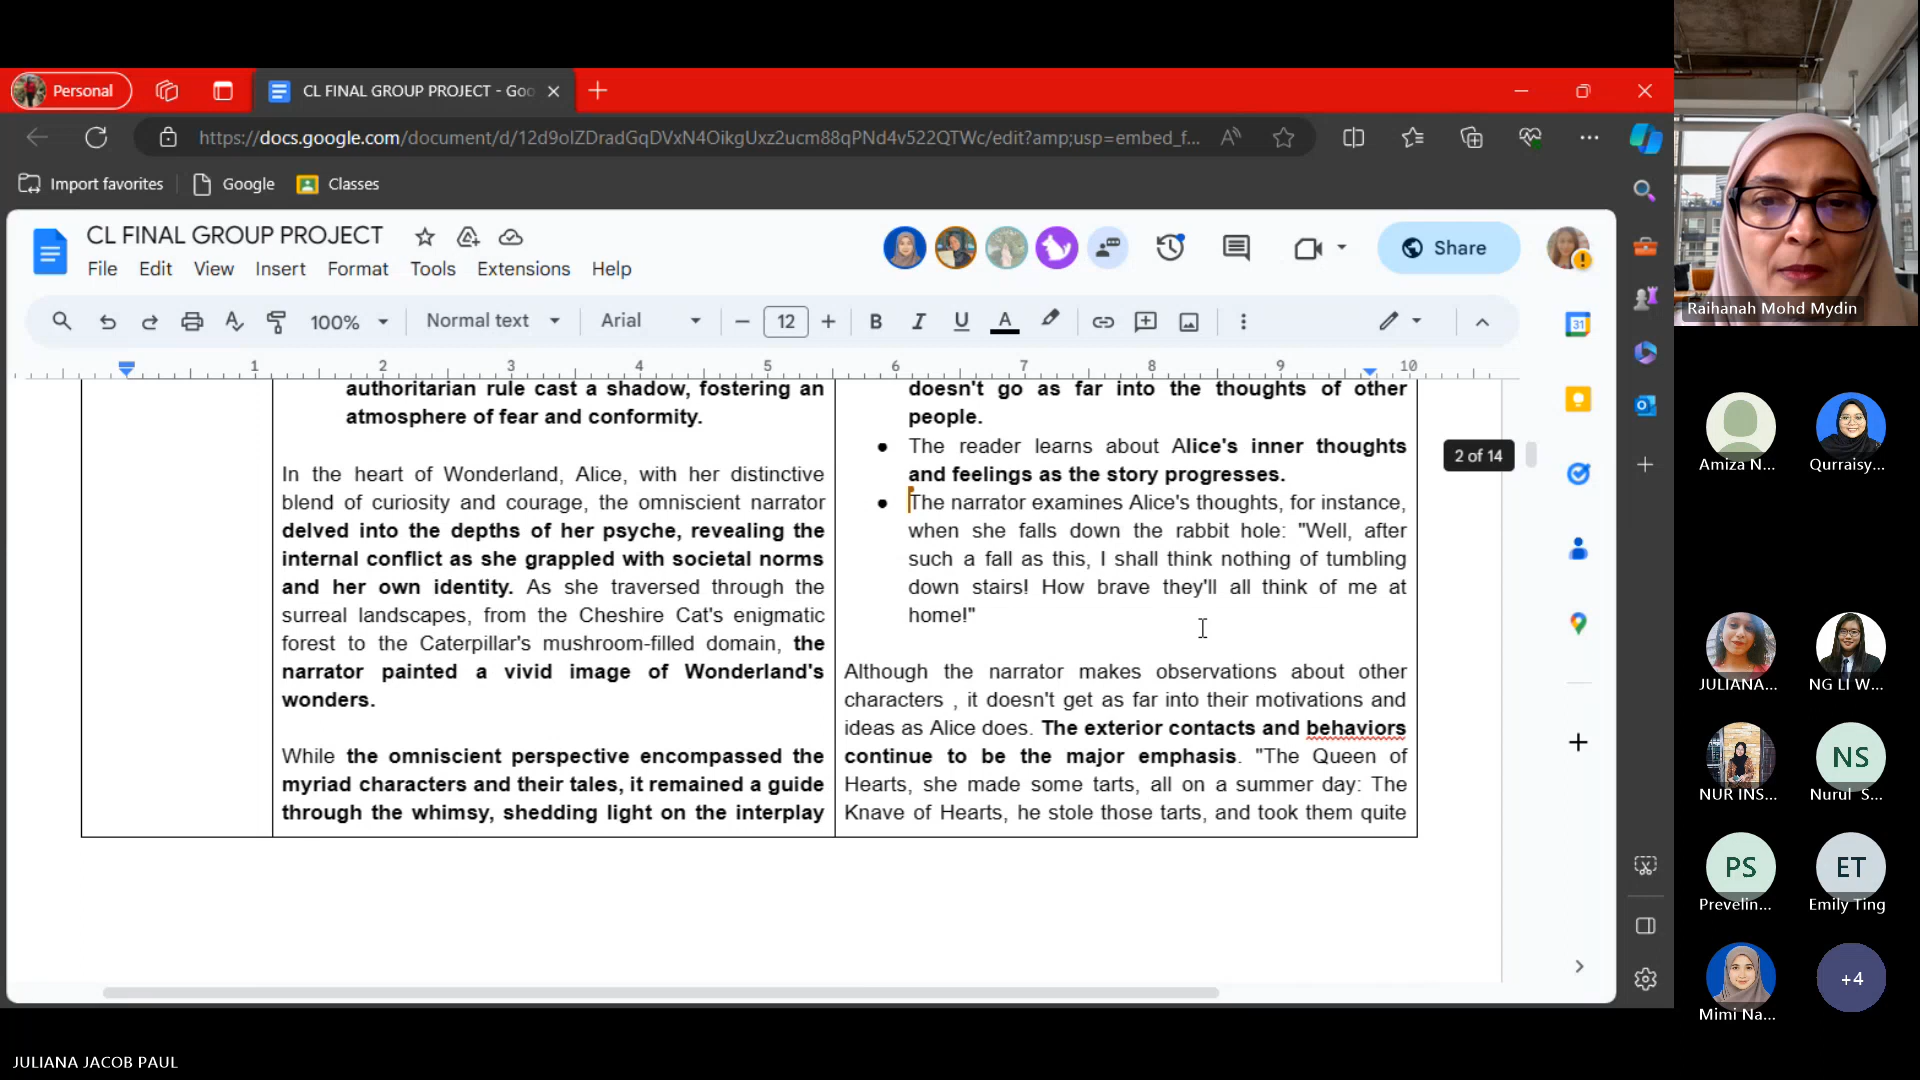 Personal
CL FINAL GROUP PROJECT - Goo
https://docs.google.com/document/d/12d9olZDradGqDVxN4OikgUxz2ucm88qPNd4v522QTWc/edit?amp;usp=embed_f...
Import favorites
Google
Classes
CL FINAL GROUP PROJECT
File Edit View Insert Format Tools Extensions Help
Share
100%
Normal text
Arial
12
B I U A
1 2 3 4 5 6 7 8 9 10
authoritarian rule cast a shadow, fostering an
atmosphere of fear and conformity.
In the heart of Wonderland, Alice, with her distinctive
blend of curiosity and courage, the omniscient narrator
delved into the depths of her psyche, revealing the
internal conflict as she grappled with societal norms
and her own identity. As she traversed through the
surreal landscapes, from the Cheshire Cat's enigmatic
forest to the Caterpillar's mushroom-filled domain, the
narrator painted a vivid image of Wonderland's
wonders.
While the omniscient perspective encompassed the
myriad characters and their tales, it remained a guide
through the whimsy, shedding light on the interplay
doesn't go as far into the thoughts of other
people.
● The reader learns about Alice's inner thoughts
and feelings as the story progresses.
● The narrator examines Alice's thoughts, for instance,
when she falls down the rabbit hole: "Well, after
such a fall as this, I shall think nothing of tumbling
down stairs! How brave they'll all think of me at
home!"
Although the narrator makes observations about other
characters , it doesn't get as far into their motivations and
ideas as Alice does. The exterior contacts and behaviors
continue to be the major emphasis. "The Queen of
Hearts, she made some tarts, all on a summer day: The
Knave of Hearts, he stole those tarts, and took them quite
2 of 14
31
Raihanah Mohd Mydin
Amiza N...
Qurraisy...
JULIANA...
NG LI W...
NUR INS...
NS
Nurul S...
PS
Prevelin...
ET
Emily Ting
Mimi Na...
+4
JULIANA JACOB PAUL